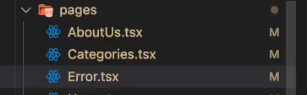 pages
AboutUs.tsx M
Categories.tsx M
Error.tsx M